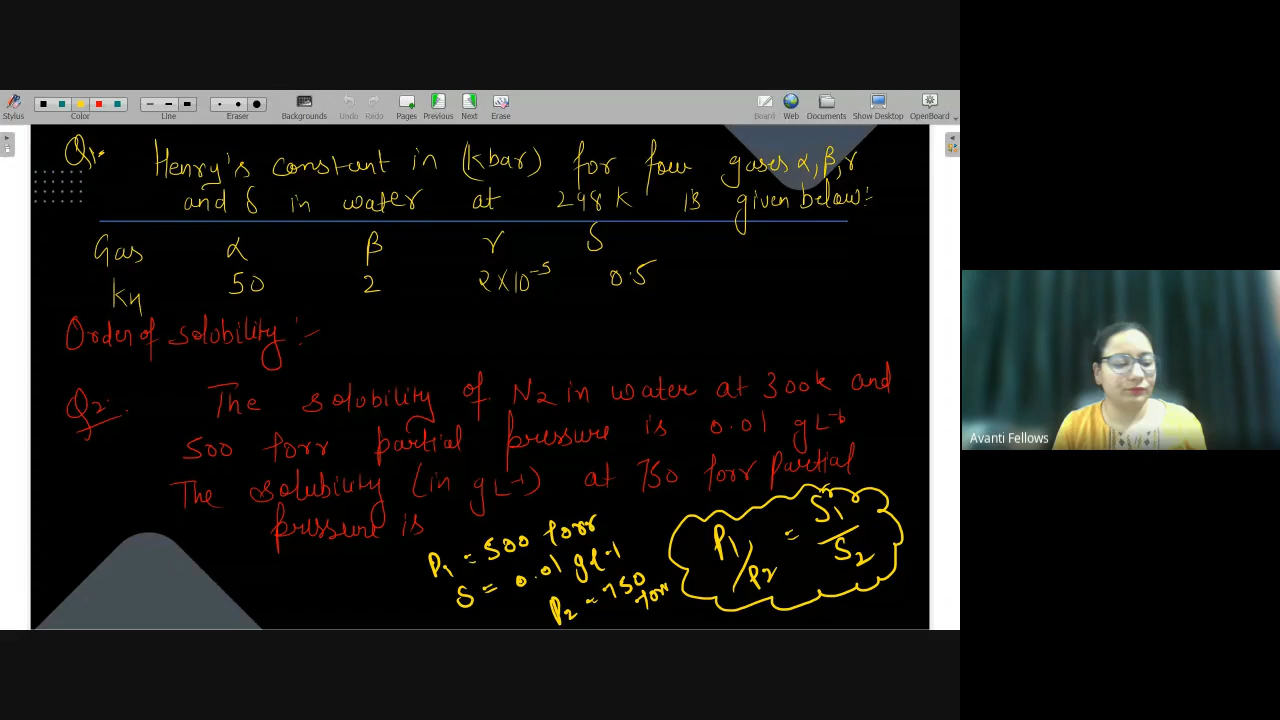 Stylus
Color
Line
Eraser
Backgrounds
Undo
Redo
Pages
Previous
Next
Erase
Board
Web
Documents
Show Desktop
OpenBoard
Q1.
Henry's constant in (kbar) for four gases α, β, r
and δ in water at 298 K is given below:-
Gas α β γ δ
KH 50 2 2×10⁻⁵ 0.5
Order of solubility :-
Q2. The solubility of N2 in water at 300k and
500 torr partial pressure is 0.01 g L⁻¹.
The solubility (in g L⁻¹) at 750 torr partial
pressure is
P1 = 500 torr
S = 0.01 g L⁻¹
P2 = 750 torr
P1/P2 = S1/S2
Avanti Fellows